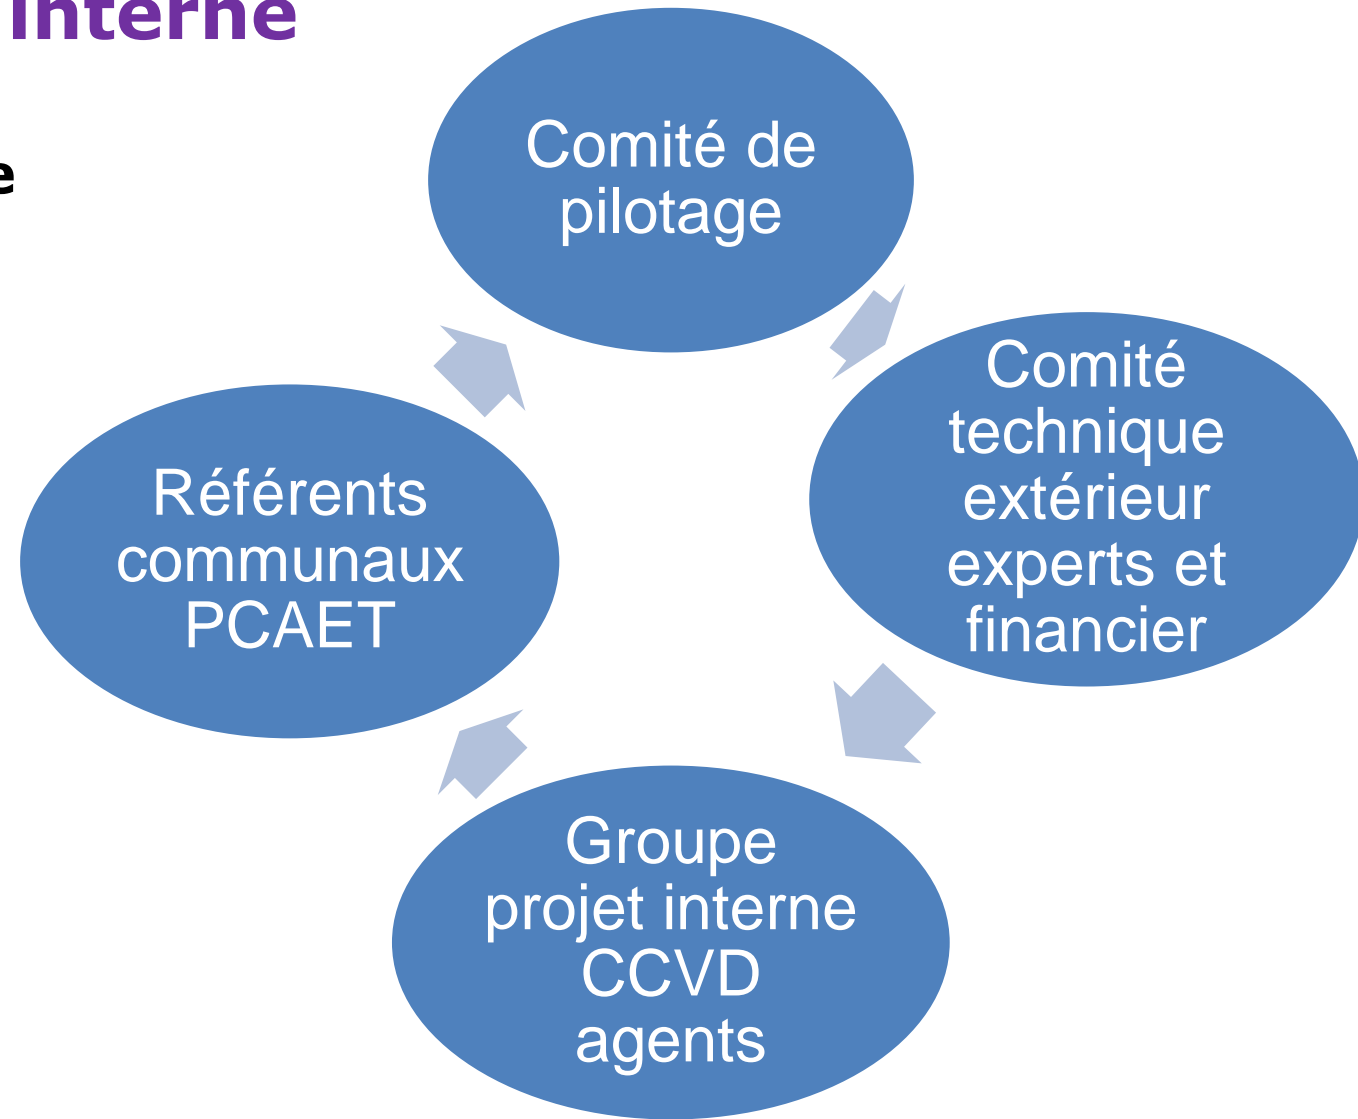 interne
e
Comité de
pilotage
Comité
technique
extérieur
experts et
financier
Référents
communaux
PCAET
Groupe
projet interne
CCVD
agents